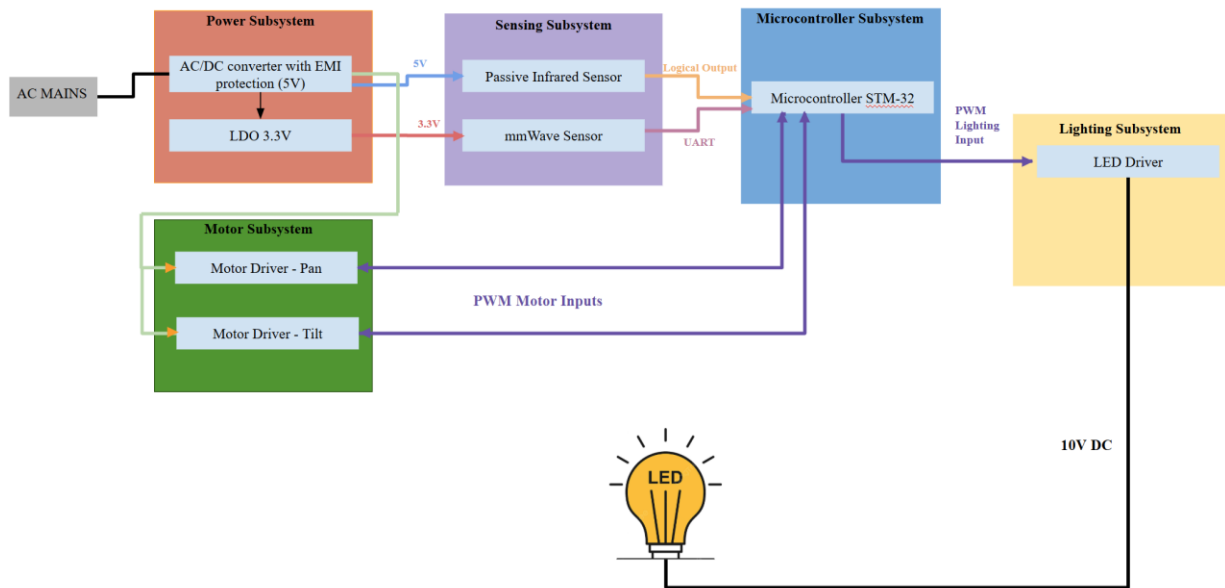 AC MAINS
Power Subsystem
AC/DC converter with EMI
protection (5V)
LDO 3.3V
5V
3.3V
Sensing Subsystem
Passive Infrared Sensor
mmWave Sensor
Logical Output
UART
Microcontroller Subsystem
Microcontroller STM-32
PWM
Lighting
Input
Lighting Subsystem
LED Driver
Motor Subsystem
Motor Driver - Pan
Motor Driver - Tilt
PWM Motor Inputs
10V DC
LED